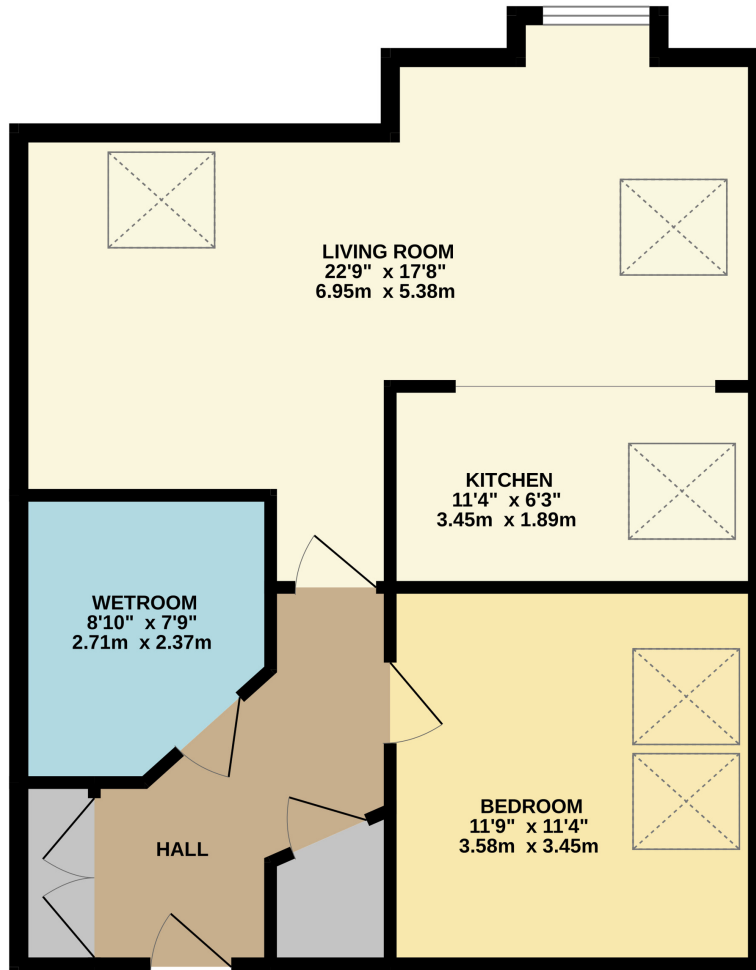 LIVING ROOM
22'9" x 17'8"
6.95m x 5.38m
KITCHEN
11'4" x 6'3"
3.45m x 1.89m
WETROOM
8'10" x 7'9"
2.71m x 2.37m
BEDROOM
11'9" x 11'4"
3.58m x 3.45m
HALL